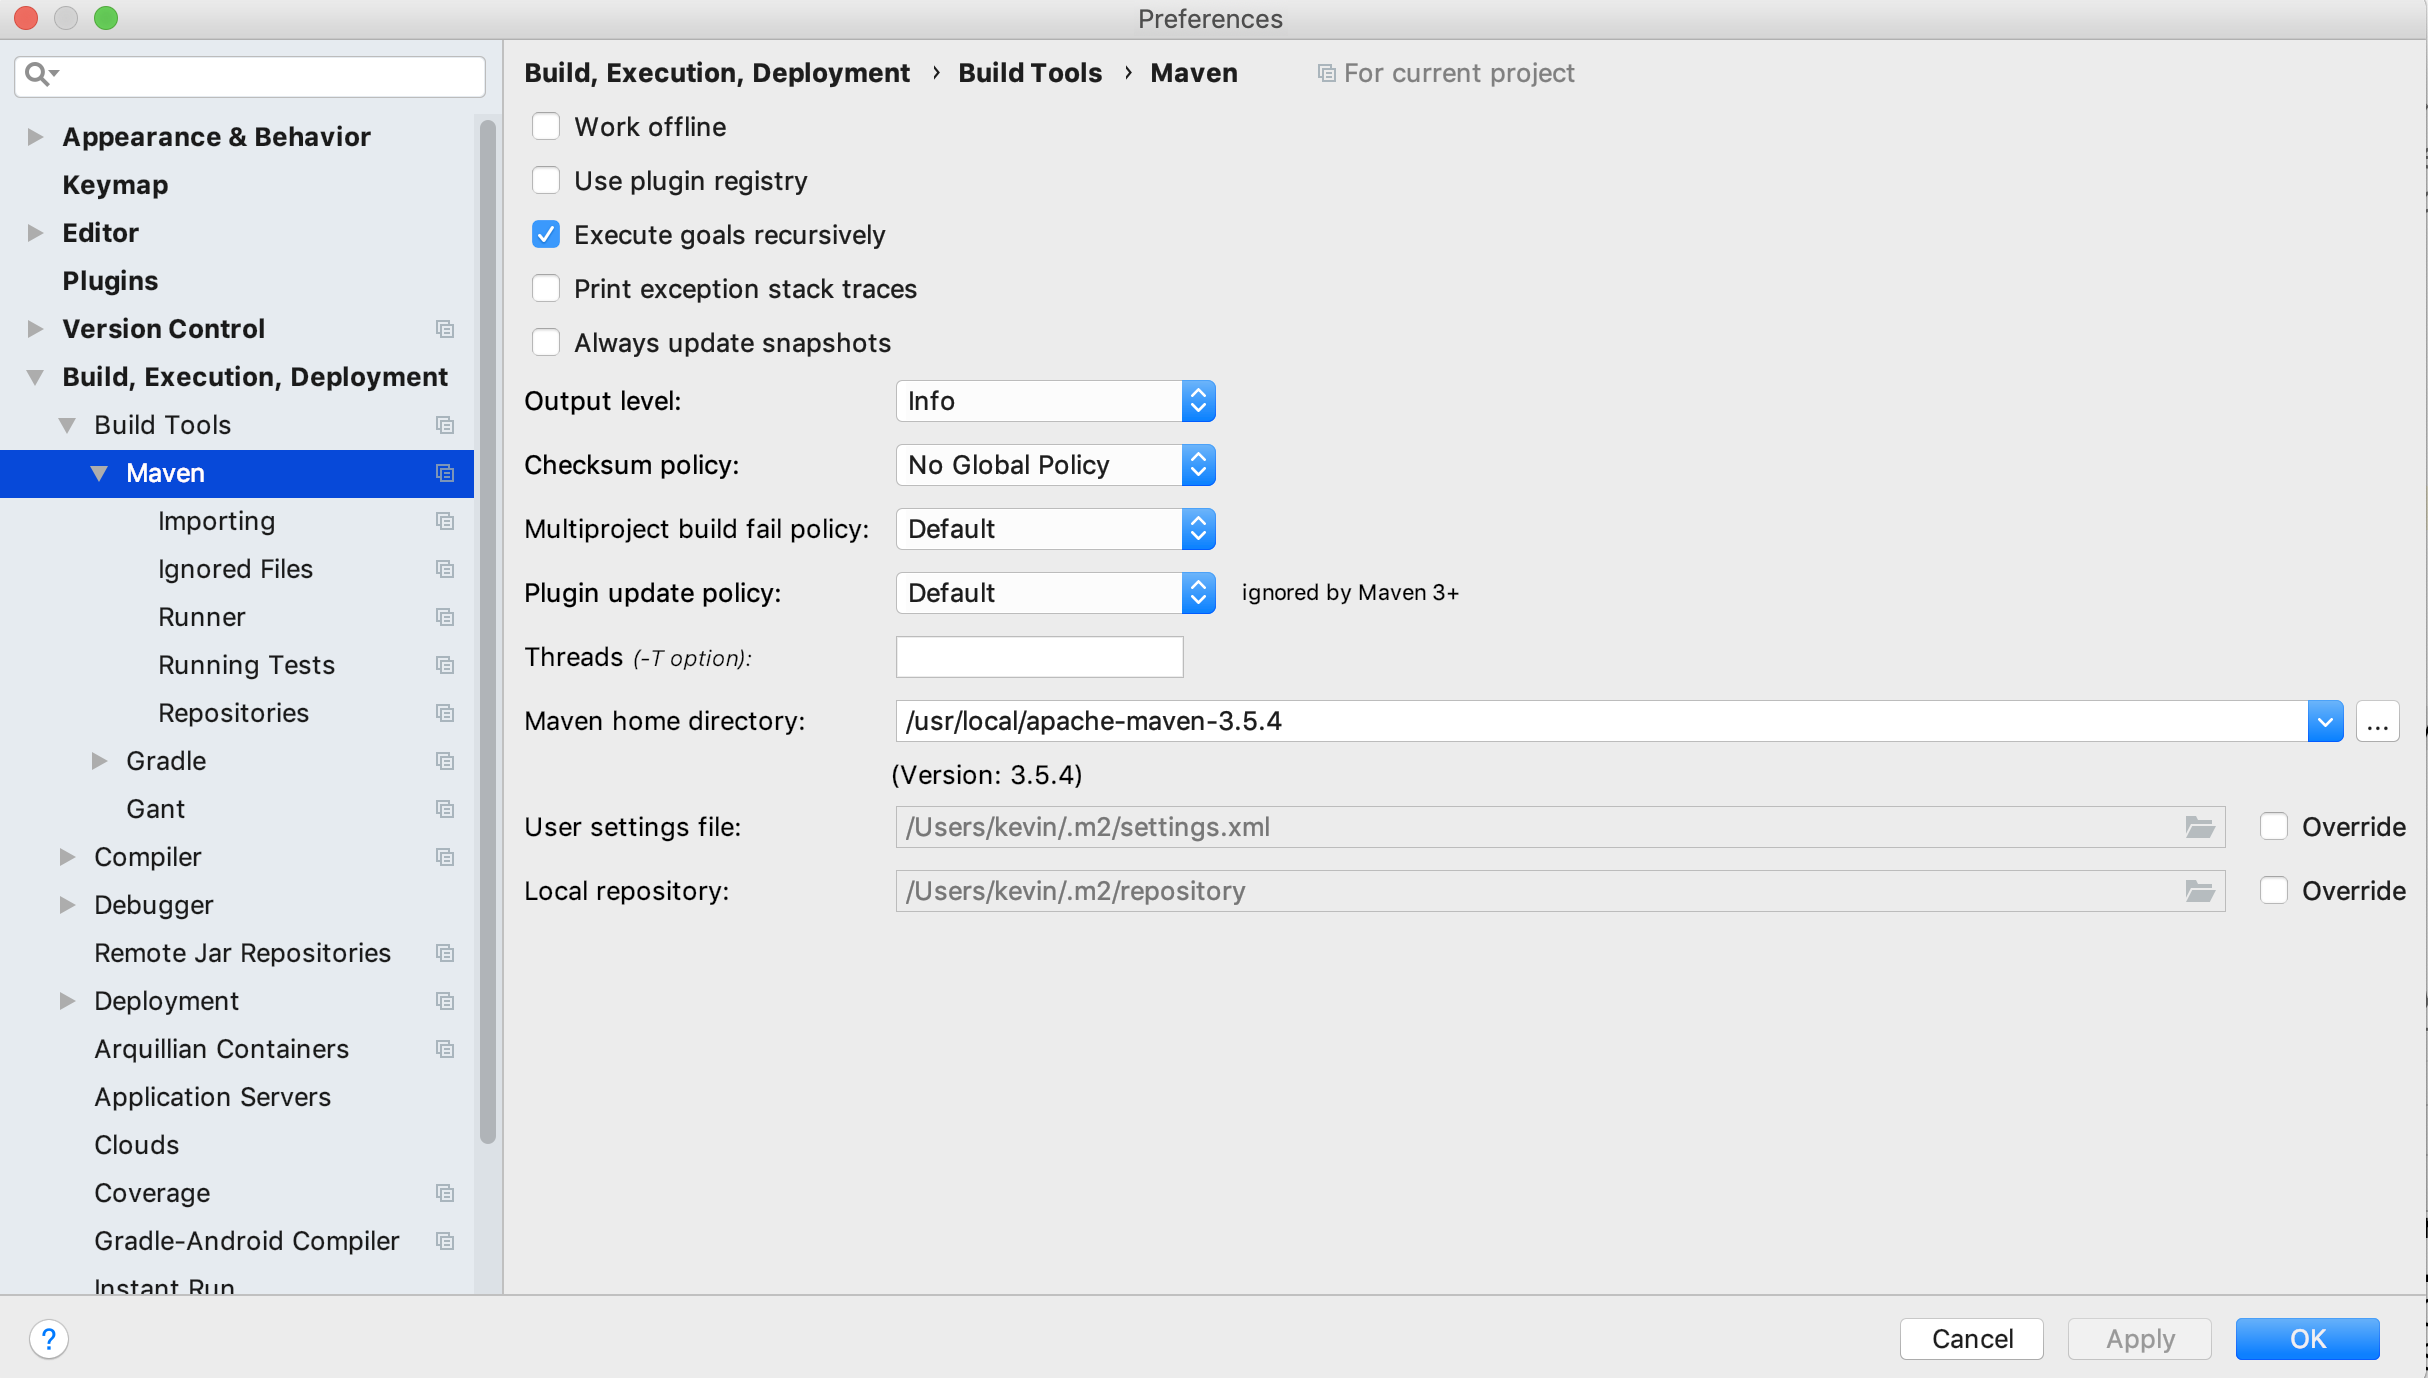 Preferences
Build, Execution, Deployment › Build Tools › Maven For current project
Appearance & Behavior
Keymap
Editor
Plugins
Version Control
Build, Execution, Deployment
Build Tools
Maven
Importing
Ignored Files
Runner
Running Tests
Repositories
Gradle
Gant
Compiler
Debugger
Remote Jar Repositories
Deployment
Arquillian Containers
Application Servers
Clouds
Coverage
Gradle-Android Compiler
Instant Run
Work offline
Use plugin registry
Execute goals recursively
Print exception stack traces
Always update snapshots
Output level: Info
Checksum policy: No Global Policy
Multiproject build fail policy: Default
Plugin update policy: Default ignored by Maven 3+
Threads (-T option):
Maven home directory: /usr/local/apache-maven-3.5.4 ...
(Version: 3.5.4)
User settings file: /Users/kevin/.m2/settings.xml Override
Local repository: /Users/kevin/.m2/repository Override
? Cancel Apply OK